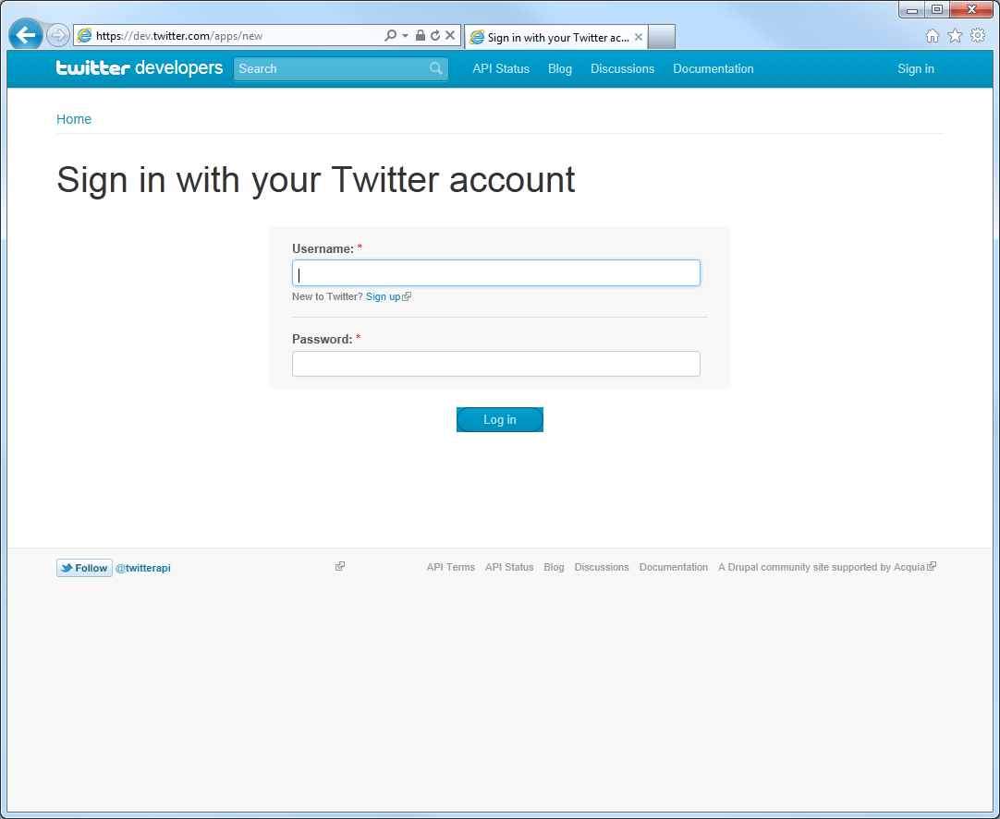 https://dev.twitter.com/apps/new
Sign in with your Twitter ac...
twitter developers
Search
API Status Blog Discussions Documentation
Sign in
Home
Sign in with your Twitter account
Username: *
New to Twitter? Sign up
Password: *
Log in
Follow @twitterapi
API Terms API Status Blog Discussions Documentation A Drupal community site supported by Acquia